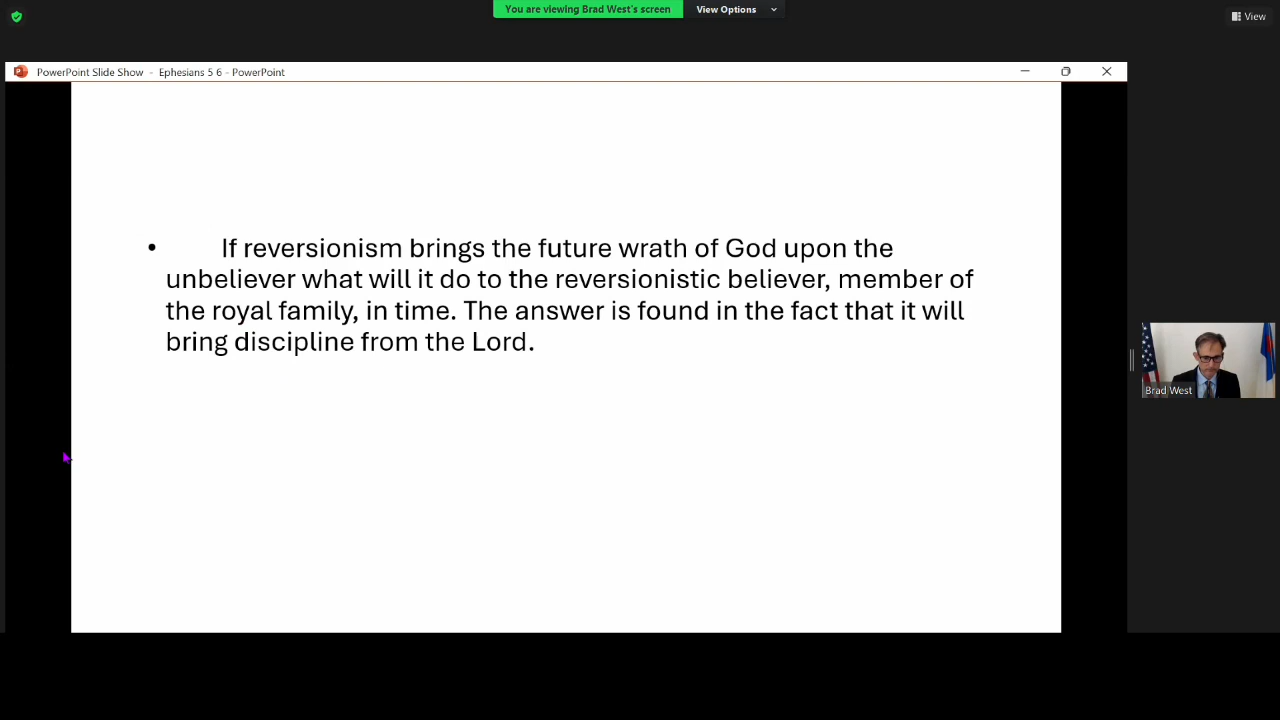 You are viewing Brad West's screen
View Options
View
PowerPoint Slide Show - Ephesians 5 6 - PowerPoint
• If reversionism brings the future wrath of God upon the
unbeliever what will it do to the reversionistic believer, member of
the royal family, in time. The answer is found in the fact that it will
bring discipline from the Lord.
Brad West